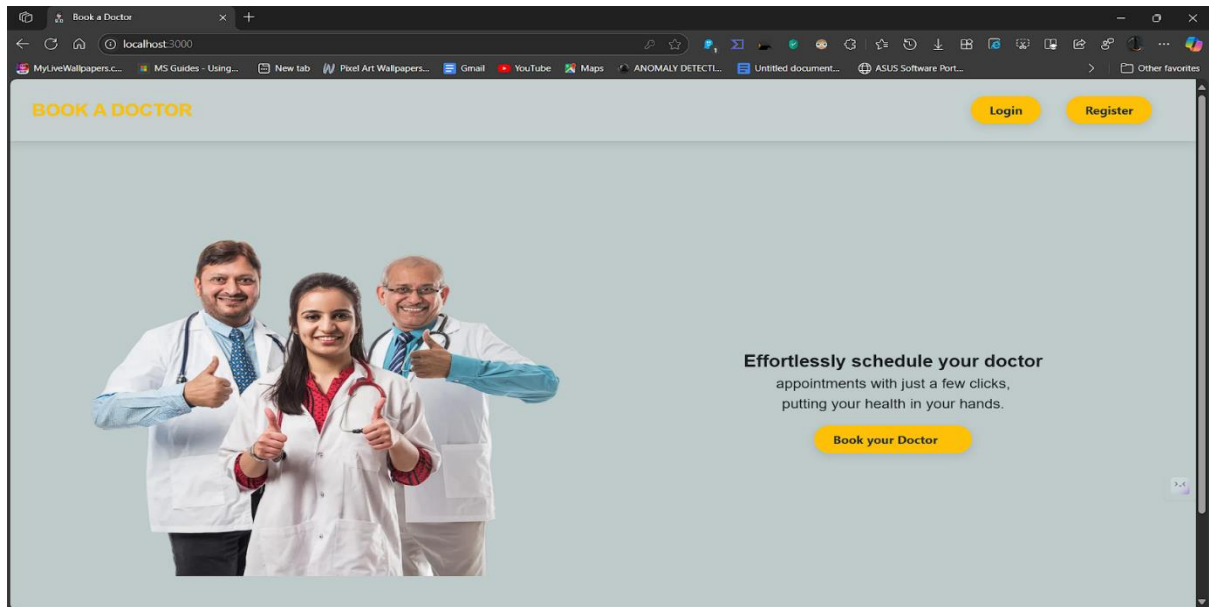 Book a Doctor
localhost:3000
MyLiveWallpapers.c... MS Guides - Using... New tab Pixel Art Wallpapers... Gmail YouTube Maps ANOMALY DETECTI... Untitled document... ASUS Software Port... Other favorites
BOOK A DOCTOR
Login Register
Effortlessly schedule your doctor
appointments with just a few clicks,
putting your health in your hands.
Book your Doctor